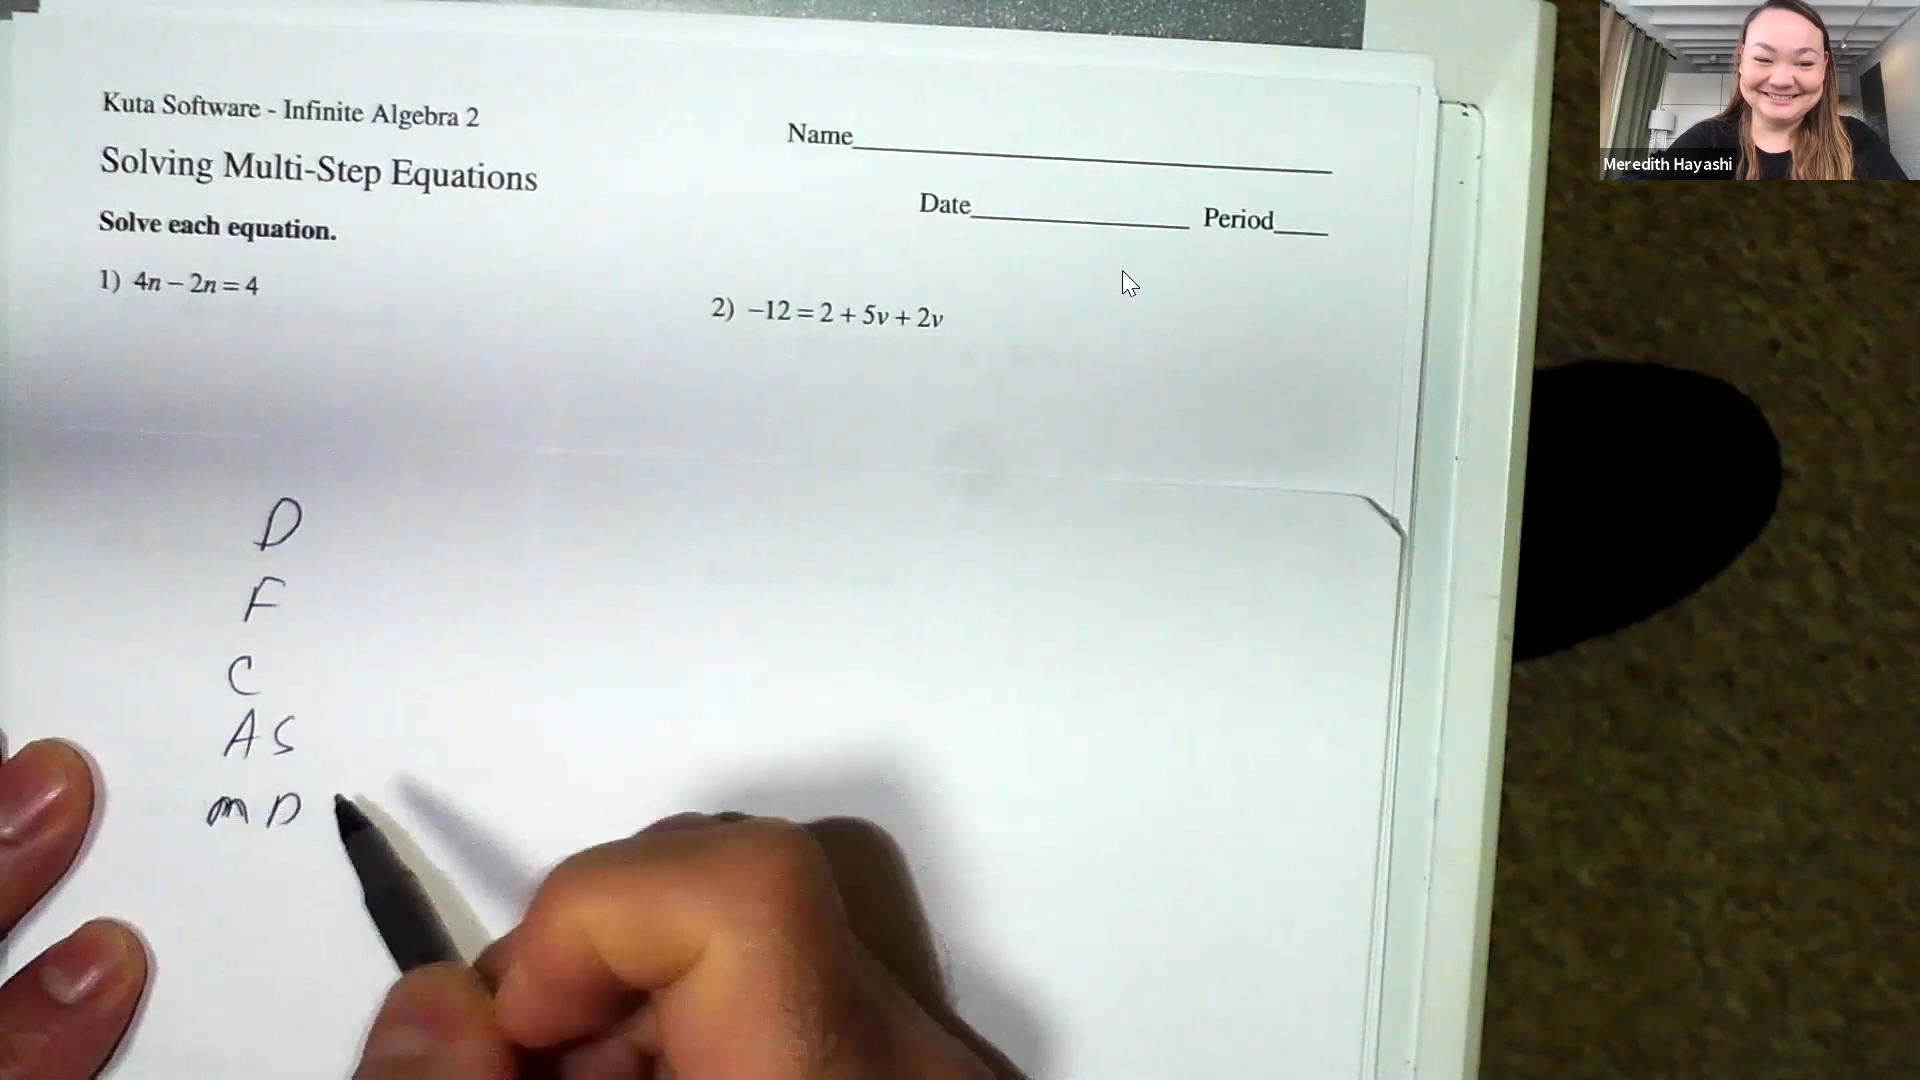 Kuta Software - Infinite Algebra 2
Name
Solving Multi-Step Equations
Date Period
Solve each equation.
1) 4n − 2n = 4
2) −12 = 2 + 5v + 2v
D
F
C
A S
m D
Meredith Hayashi